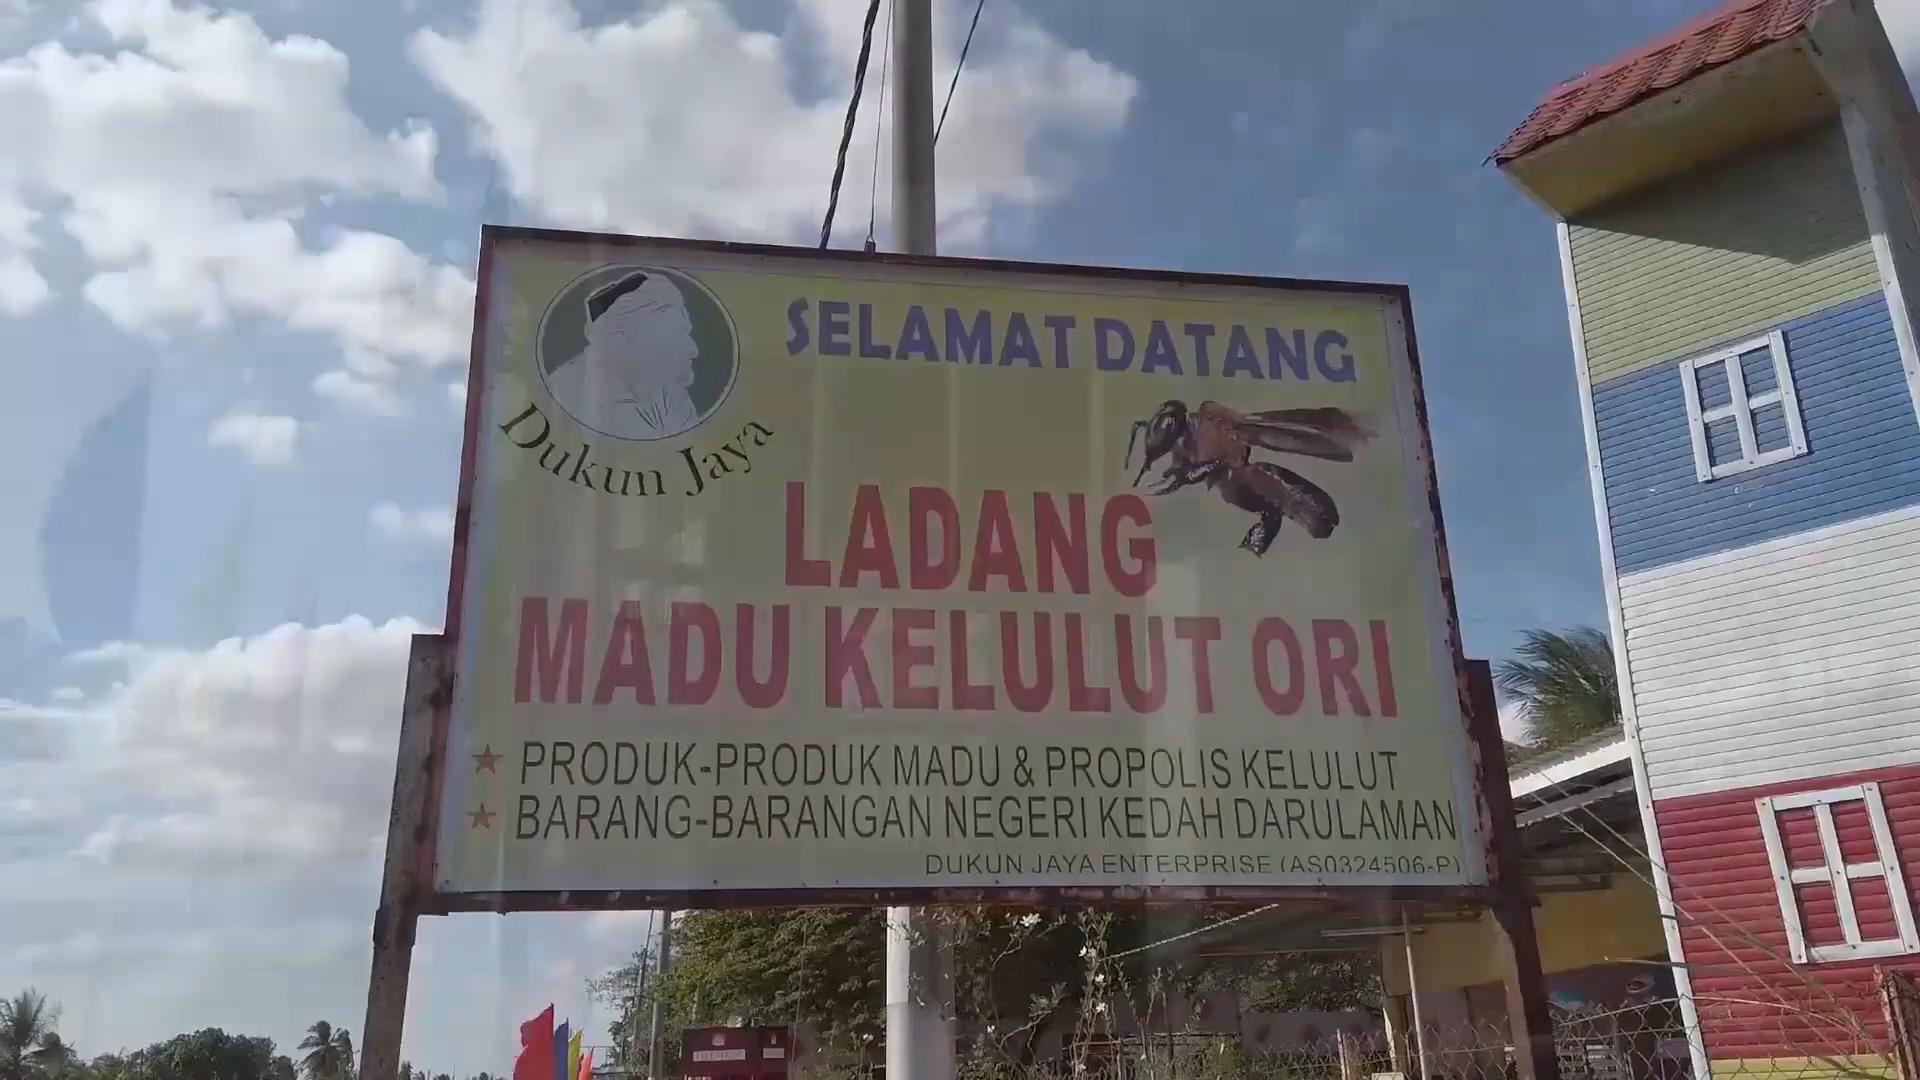 SELAMAT DATANG
Dukun Jaya
LADANG
MADU KELULUT ORI
PRODUK-PRODUK MADU & PROPOLIS KELULUT
BARANG-BARANGAN NEGERI KEDAH DARULAMAN
DUKUN JAYA ENTERPRISE (AS0324506-P)